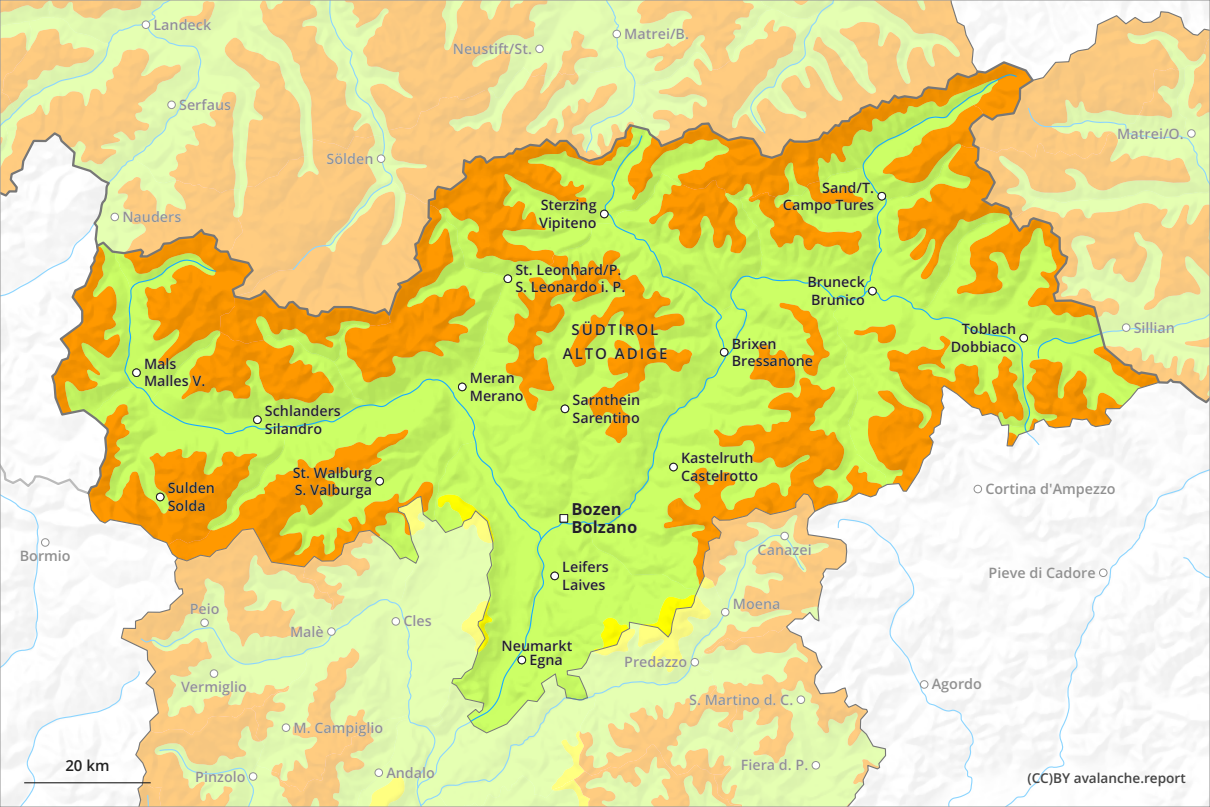 Landeck
Matrei/B.
Neustift/St.
Serfaus
Matrei/O.
Sölden
Sand/T.
Campo Tures
Sterzing
Vipiteno
Nauders
St. Leonhard/P.
S. Leonardo i. P.
Bruneck
Brunico
SÜDTIROL
ALTO ADIGE
Toblach
Dobbiaco
Sillian
Brixen
Bressanone
Mals
Malles V.
Meran
Merano
Sarnthein
Sarentino
Schlanders
Silandro
Kastelruth
Castelrotto
St. Walburg
S. Valburga
Sulden
Solda
Cortina d'Ampezzo
Bozen
Bolzano
Bormio
Canazei
Leifers
Laives
Pieve di Cadore
Peio
Moena
Cles
Malè
Neumarkt
Egna
Predazzo
Vermiglio
Agordo
S. Martino d. C.
M. Campiglio
20 km
Pinzolo
Andalo
Fiera d. P.
(CC)BY avalanche.report